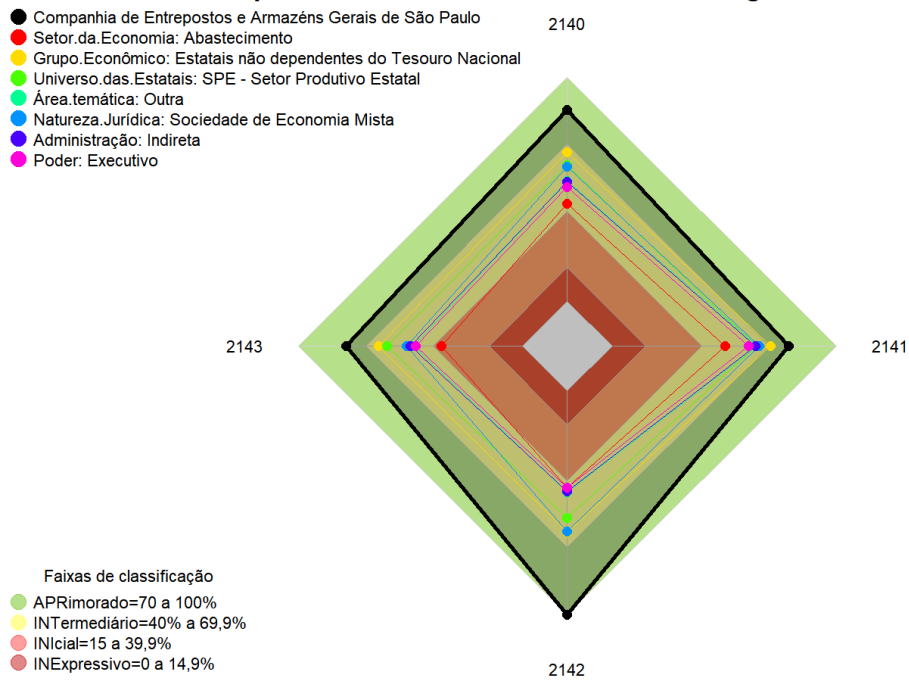 Companhia de Entrepostos e Armazéns Gerais de São Paulo
Setor.da.Economia: Abastecimento
Grupo.Econômico: Estatais não dependentes do Tesouro Nacional
Universo.das.Estatais: SPE - Setor Produtivo Estatal
Área.temática: Outra
Natureza.Jurídica: Sociedade de Economia Mista
Administração: Indireta
Poder: Executivo
2140
2143
2141
2142
Faixas de classificação
APRimorado=70 a 100%
INTermediário=40% a 69,9%
INIcial=15 a 39,9%
INExpressivo=0 a 14,9%